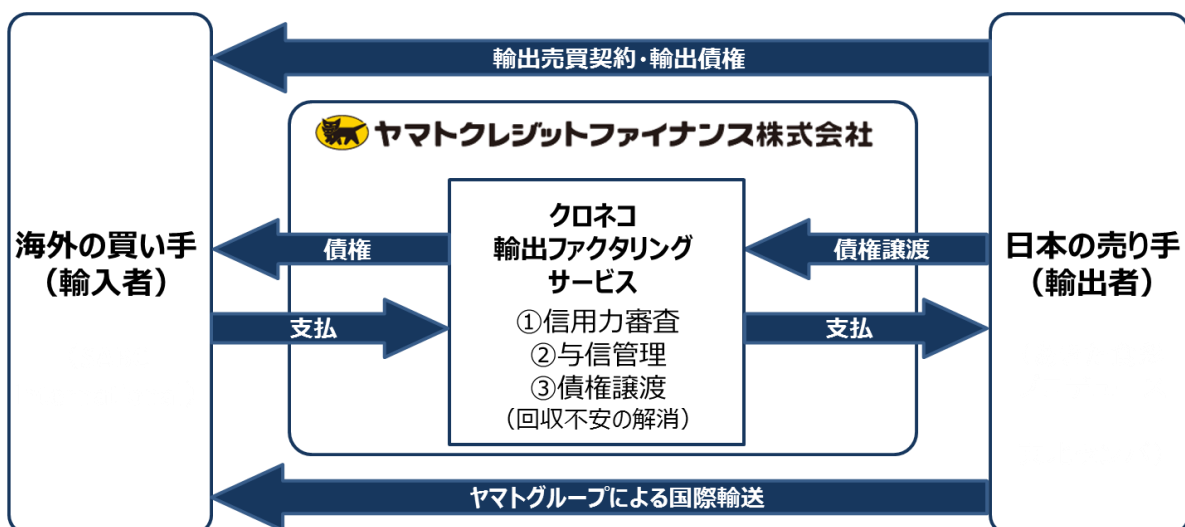 輸出売買契約・輸出債権
ヤマトクレジットファイナンス株式会社
海外の買い手
（輸入者）
債権
支払
クロネコ
輸出ファクタリング
サービス
①信用力審査
②与信管理
③債権譲渡
（回収不安の解消）
債権譲渡
支払
日本の売り手
（輸出者）
ヤマトグループによる国際輸送